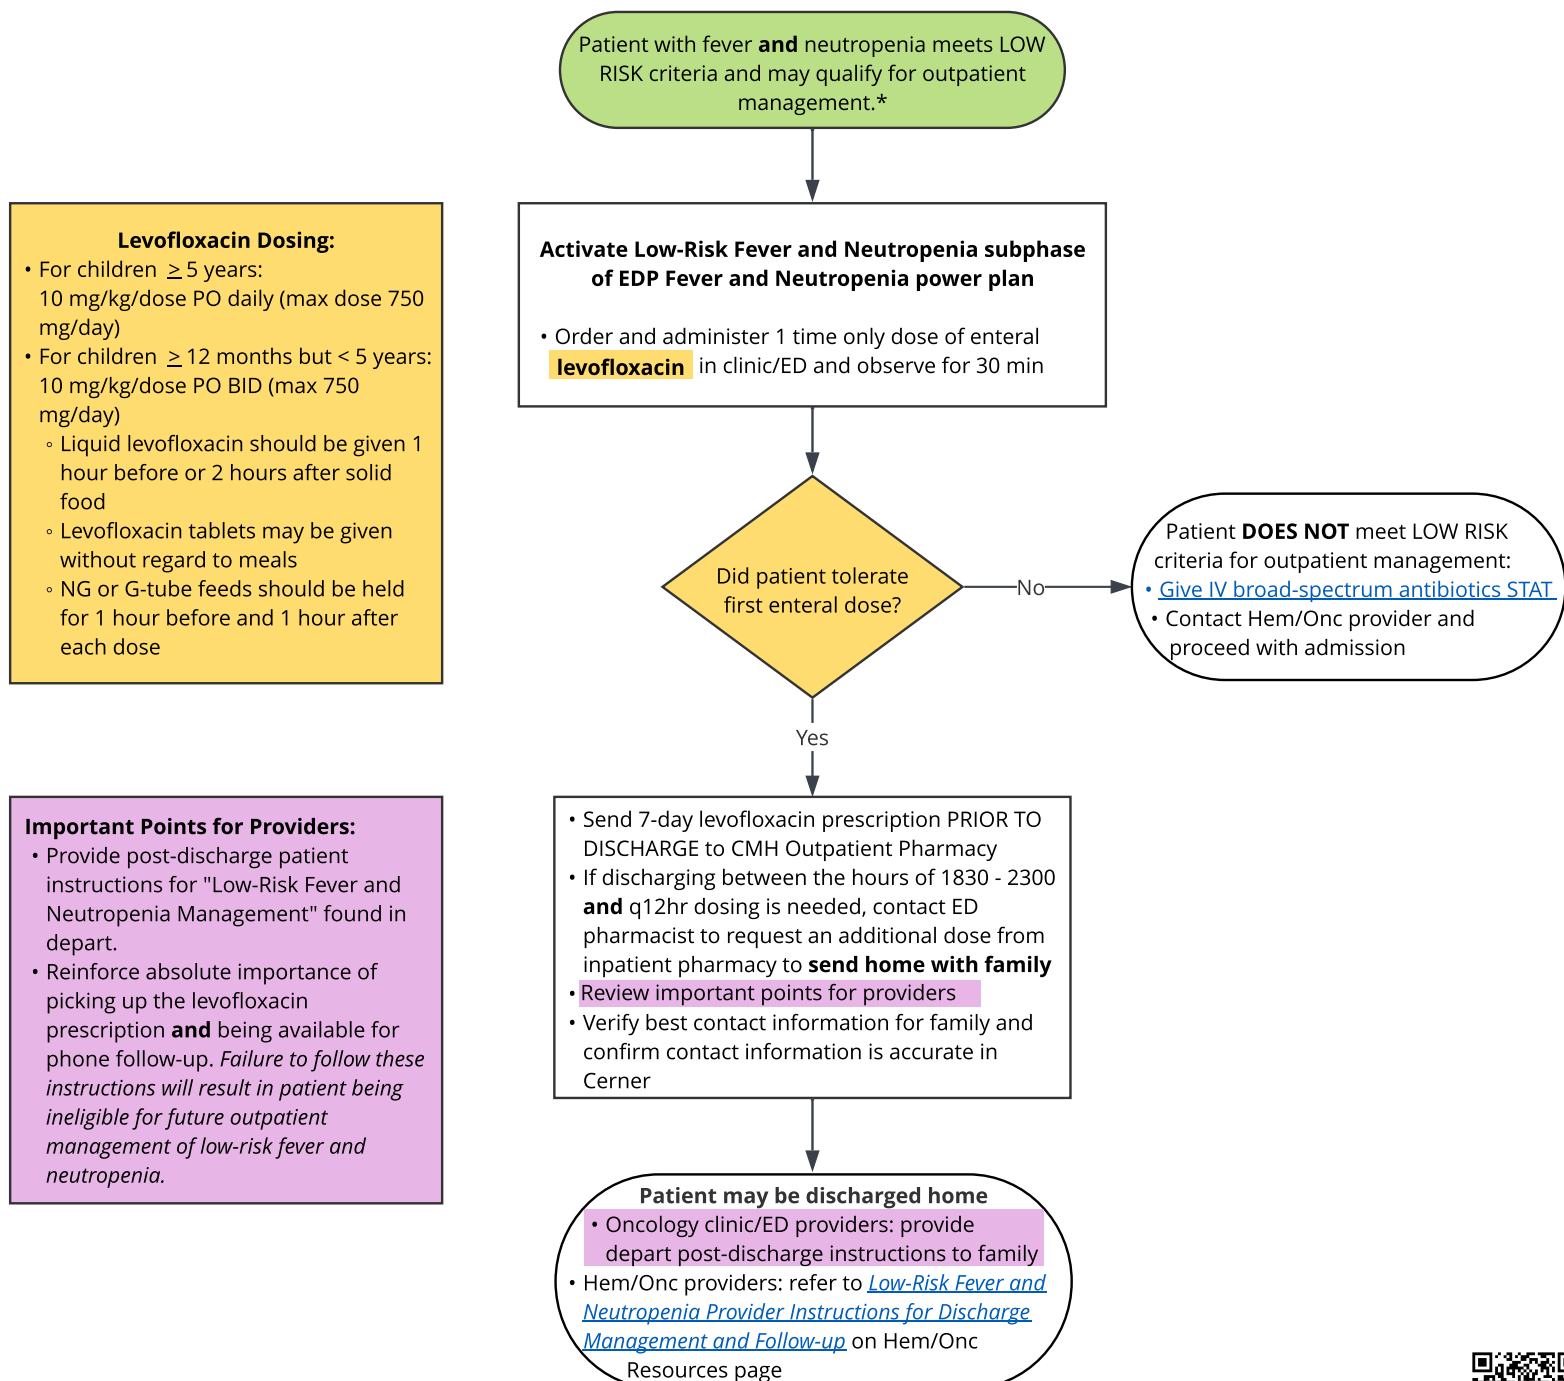 Patient with fever and neutropenia meets LOW
RISK criteria and may qualify for outpatient
management.*
Levofloxacin Dosing:
• For children ≥ 5 years:
10 mg/kg/dose PO daily (max dose 750
mg/day)
• For children ≥ 12 months but < 5 years:
10 mg/kg/dose PO BID (max 750
mg/day)
◦ Liquid levofloxacin should be given 1
hour before or 2 hours after solid
food
◦ Levofloxacin tablets may be given
without regard to meals
◦ NG or G-tube feeds should be held
for 1 hour before and 1 hour after
each dose
Activate Low-Risk Fever and Neutropenia subphase
of EDP Fever and Neutropenia power plan
• Order and administer 1 time only dose of enteral
levofloxacin in clinic/ED and observe for 30 min
Did patient tolerate
first enteral dose?
No
Patient DOES NOT meet LOW RISK
criteria for outpatient management:
• Give IV broad-spectrum antibiotics STAT
• Contact Hem/Onc provider and
proceed with admission
Yes
Important Points for Providers:
• Provide post-discharge patient
instructions for "Low-Risk Fever and
Neutropenia Management" found in
depart.
• Reinforce absolute importance of
picking up the levofloxacin
prescription and being available for
phone follow-up. Failure to follow these
instructions will result in patient being
ineligible for future outpatient
management of low-risk fever and
neutropenia.
• Send 7-day levofloxacin prescription PRIOR TO
DISCHARGE to CMH Outpatient Pharmacy
• If discharging between the hours of 1830 - 2300
and q12hr dosing is needed, contact ED
pharmacist to request an additional dose from
inpatient pharmacy to send home with family
• Review important points for providers
• Verify best contact information for family and
confirm contact information is accurate in
Cerner
Patient may be discharged home
• Oncology clinic/ED providers: provide
depart post-discharge instructions to family
• Hem/Onc providers: refer to Low-Risk Fever and
Neutropenia Provider Instructions for Discharge
Management and Follow-up on Hem/Onc
Resources page